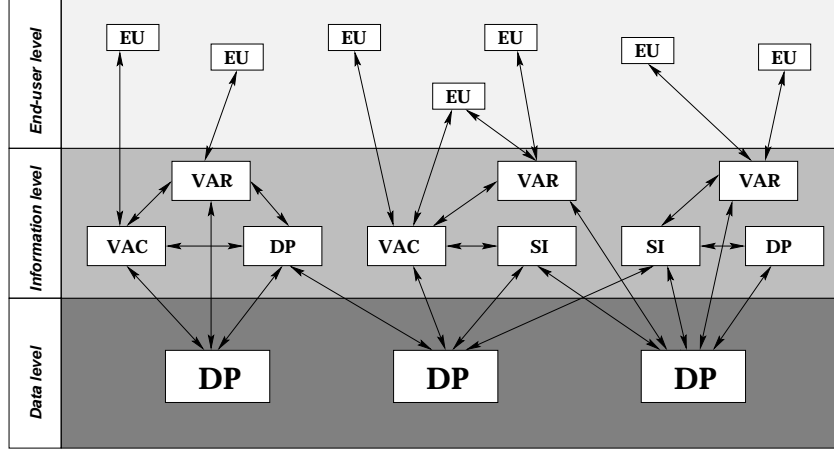 End-user level
EU
EU
EU
EU
EU
EU
EU
Information level
VAR
VAR
VAR
VAC
DP
VAC
SI
SI
DP
Data level
DP
DP
DP